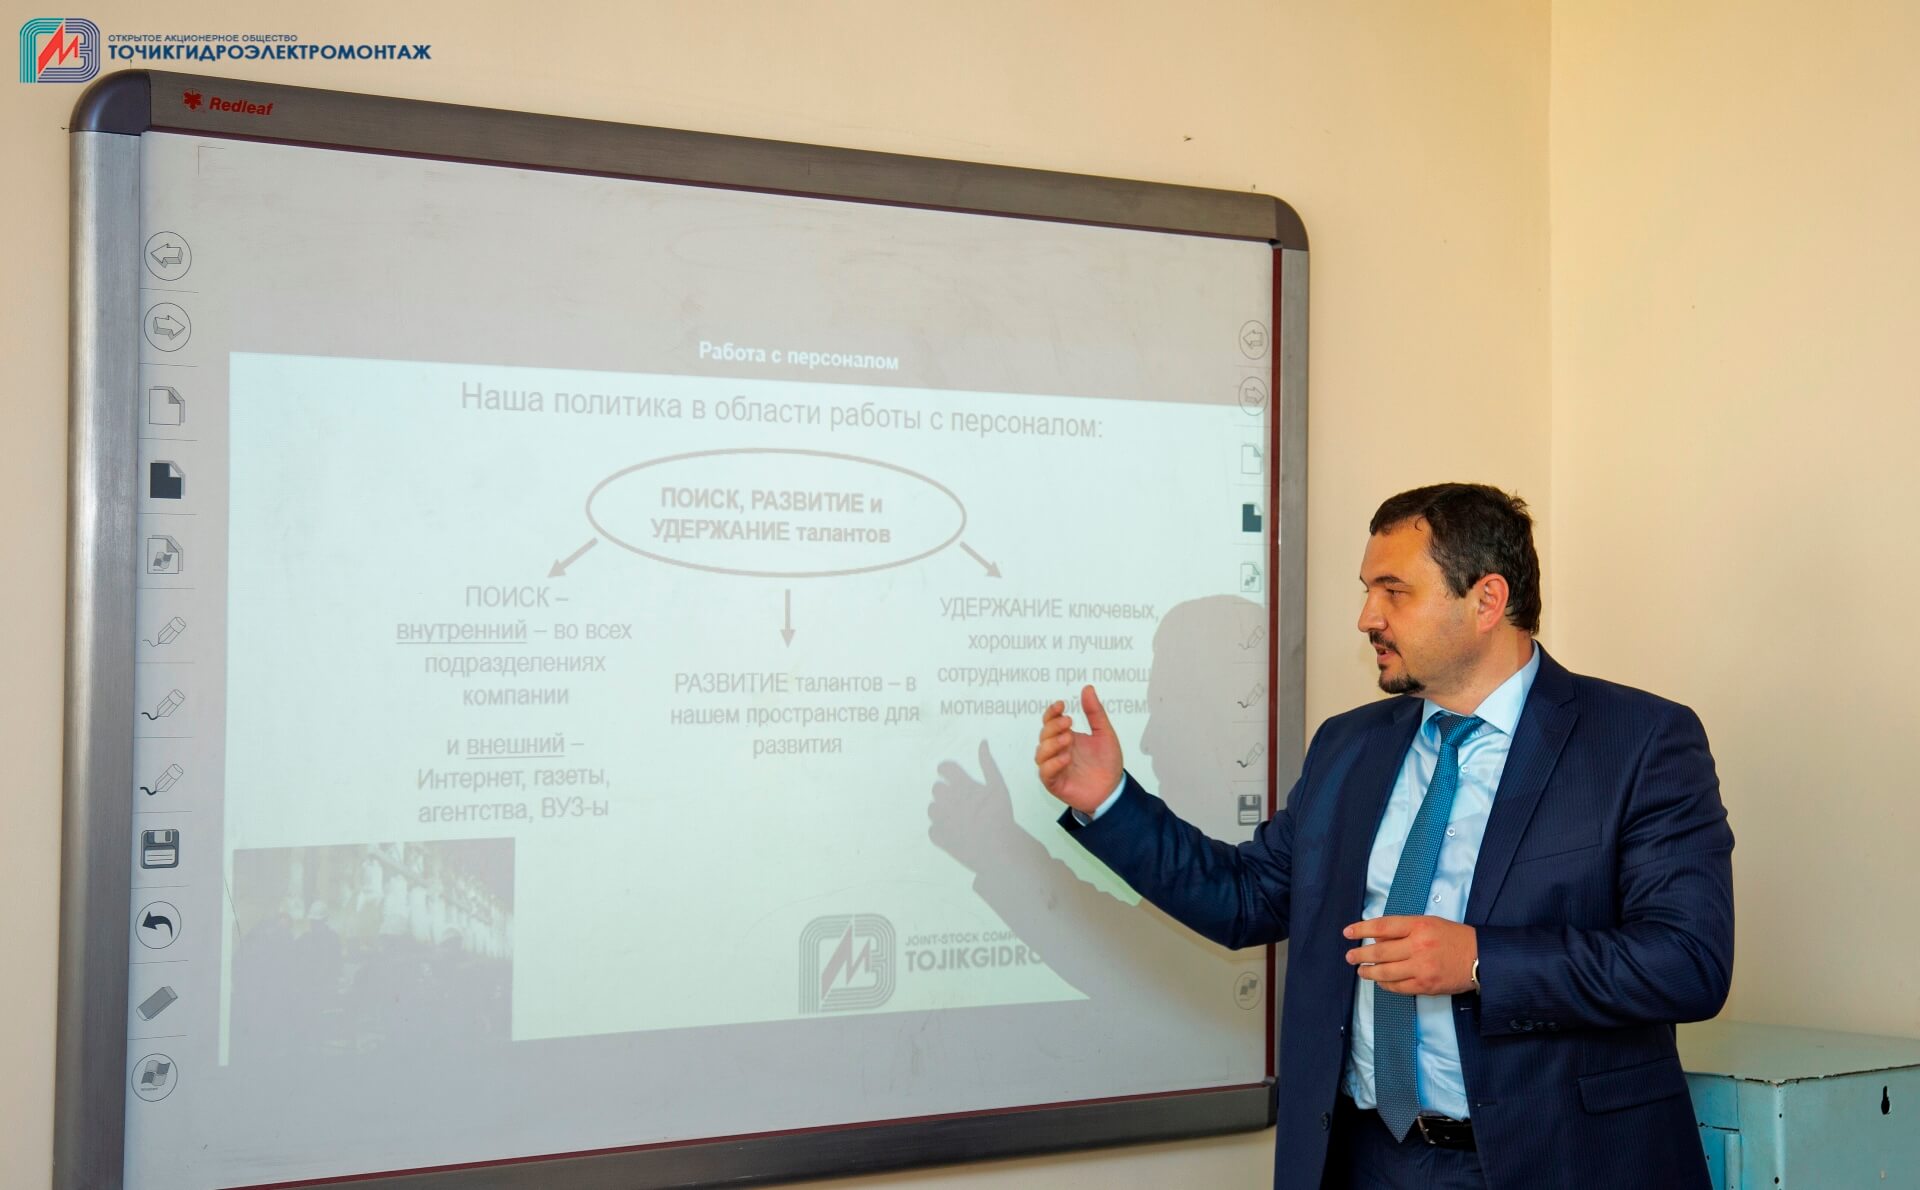 ОТКРЫТОЕ АКЦИОНЕРНОЕ ОБЩЕСТВО
ТОЧИКГИДРОЭЛЕКТРОМОНТАЖ
Redleaf
Работа с персоналом
Наша политика в области работы с персоналом:
ПОИСК, РАЗВИТИЕ и
УДЕРЖАНИЕ талантов
ПОИСК –
внутренний – во всех
подразделениях
компании
и внешний –
Интернет, газеты,
агентства, ВУЗ-ы
РАЗВИТИЕ талантов – в
нашем пространстве для
развития
УДЕРЖАНИЕ ключевых,
хороших и лучших
сотрудников при
JOINT-STOCK